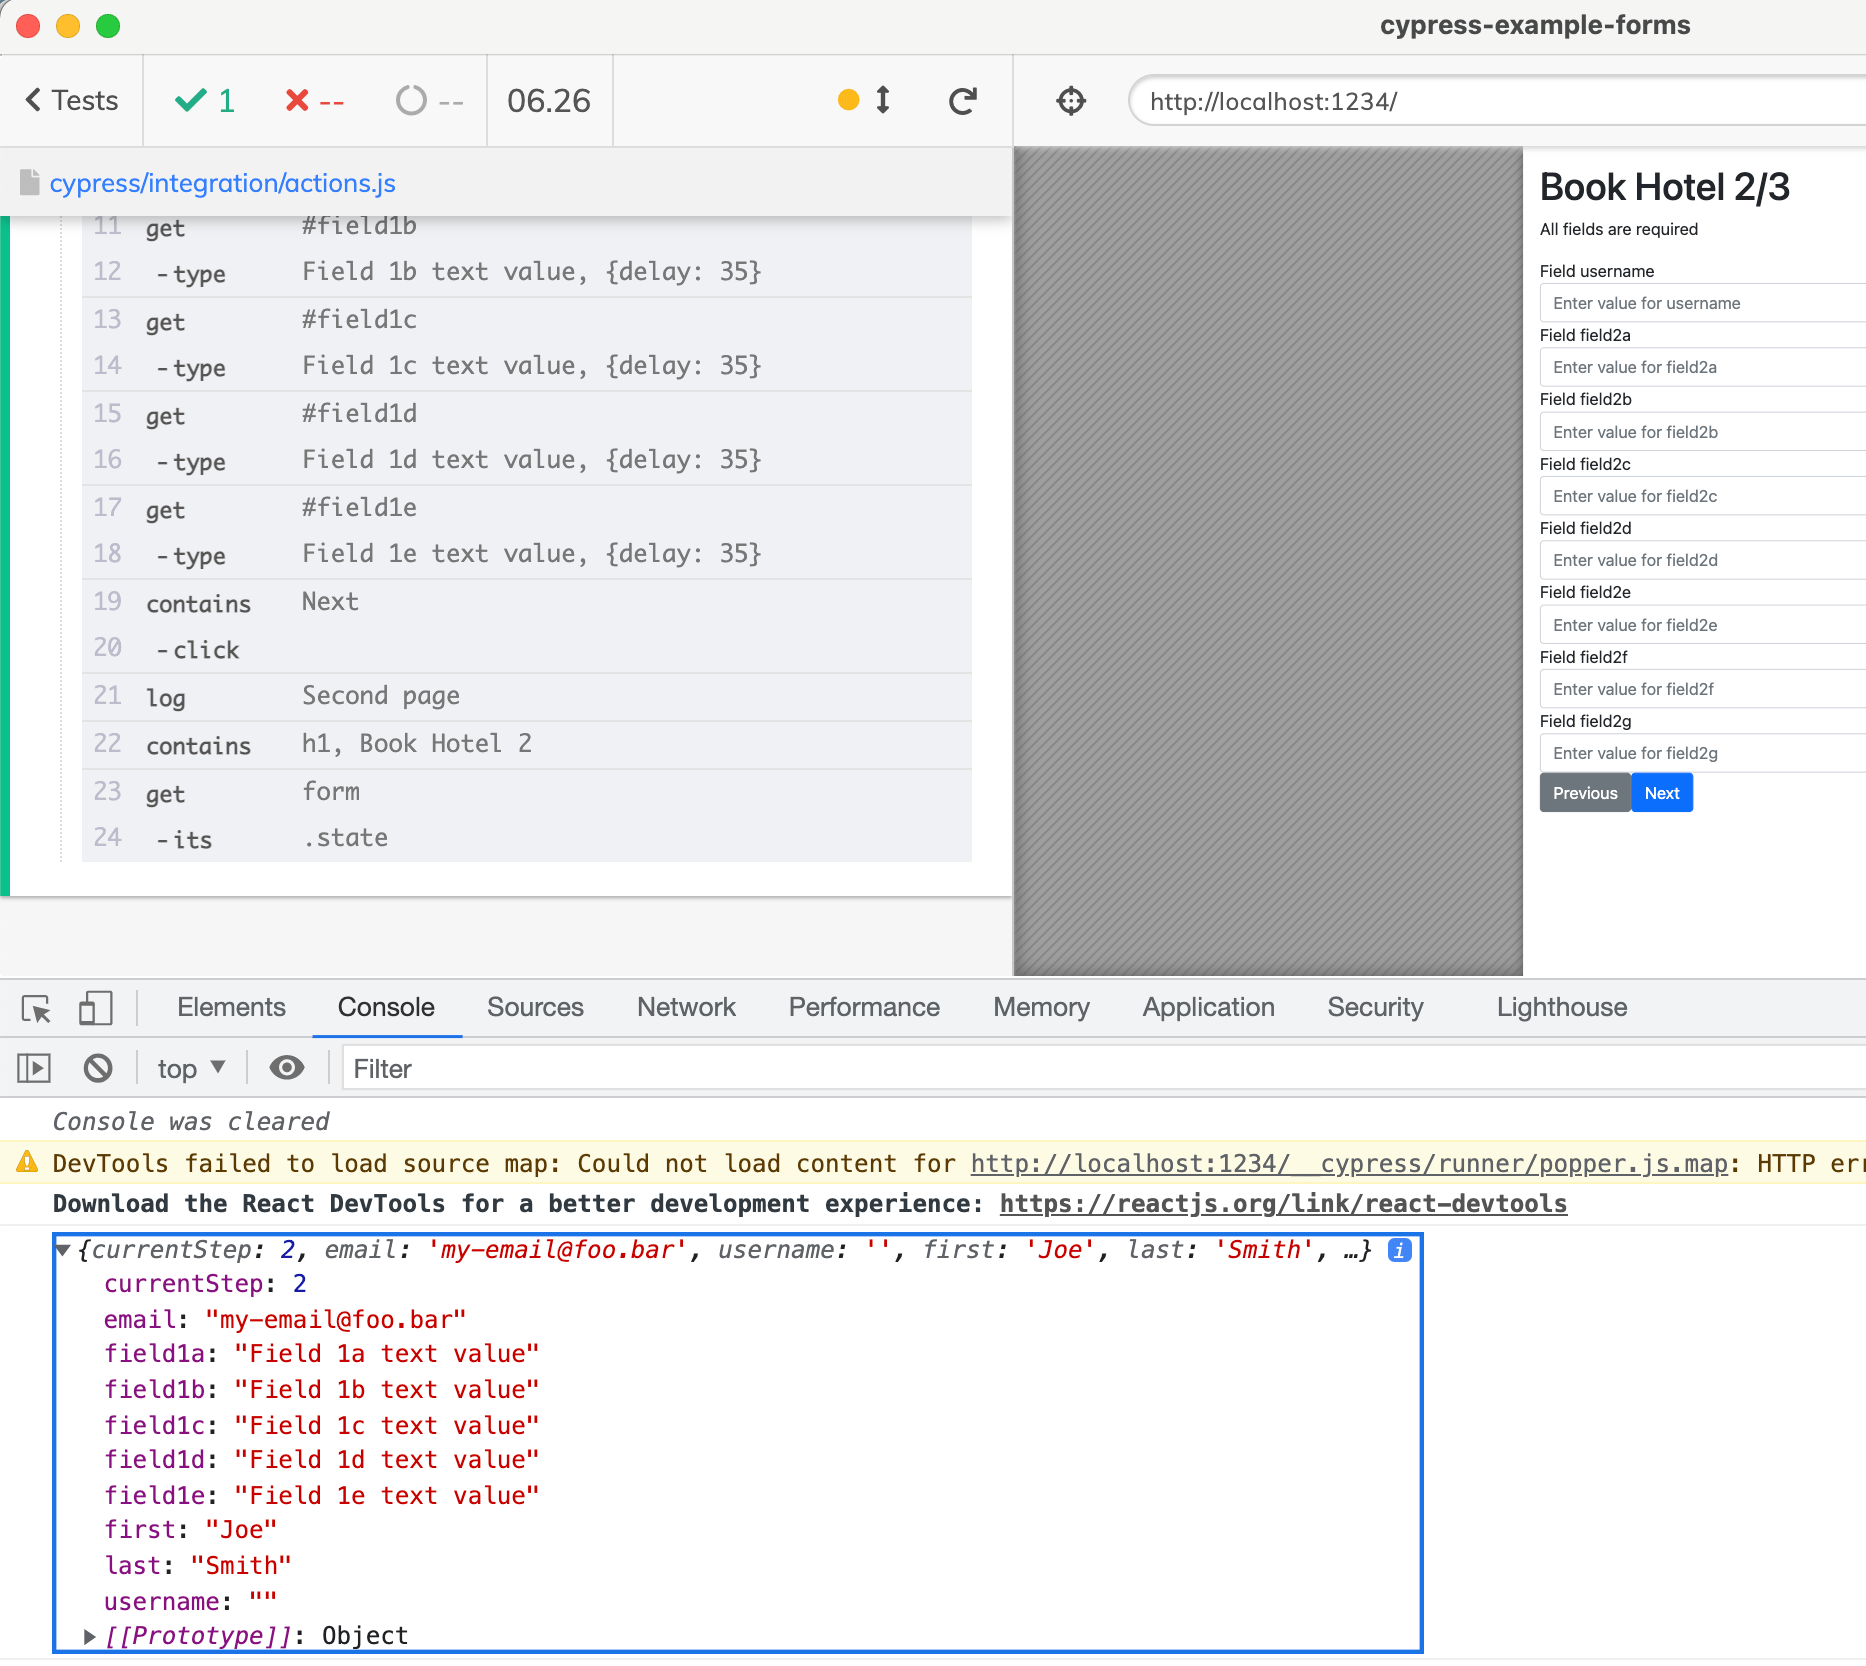 cypress-example-forms
Tests
1
--
--
06.26
http://localhost:1234/
cypress/integration/actions.js
11 get #field1b
12 -type Field 1b text value, {delay: 35}
13 get #field1c
14 -type Field 1c text value, {delay: 35}
15 get #field1d
16 -type Field 1d text value, {delay: 35}
17 get #field1e
18 -type Field 1e text value, {delay: 35}
19 contains Next
20 -click
21 log Second page
22 contains h1, Book Hotel 2
23 get form
24 -its .state
Book Hotel 2/3
All fields are required
Field username
Enter value for username
Field field2a
Enter value for field2a
Field field2b
Enter value for field2b
Field field2c
Enter value for field2c
Field field2d
Enter value for field2d
Field field2e
Enter value for field2e
Field field2f
Enter value for field2f
Field field2g
Enter value for field2g
Previous Next
Elements Console Sources Network Performance Memory Application Security Lighthouse
top Filter
Console was cleared
DevTools failed to load source map: Could not load content for http://localhost:1234/__cypress/runner/popper.js.map: HTTP
Download the React DevTools for a better development experience: https://reactjs.org/link/react-devtools
{currentStep: 2, email: 'my-email@foo.bar', username: '', first: 'Joe', last: 'Smith', …} i
currentStep: 2
email: "my-email@foo.bar"
field1a: "Field 1a text value"
field1b: "Field 1b text value"
field1c: "Field 1c text value"
field1d: "Field 1d text value"
field1e: "Field 1e text value"
first: "Joe"
last: "Smith"
username: ""
[[Prototype]]: Object